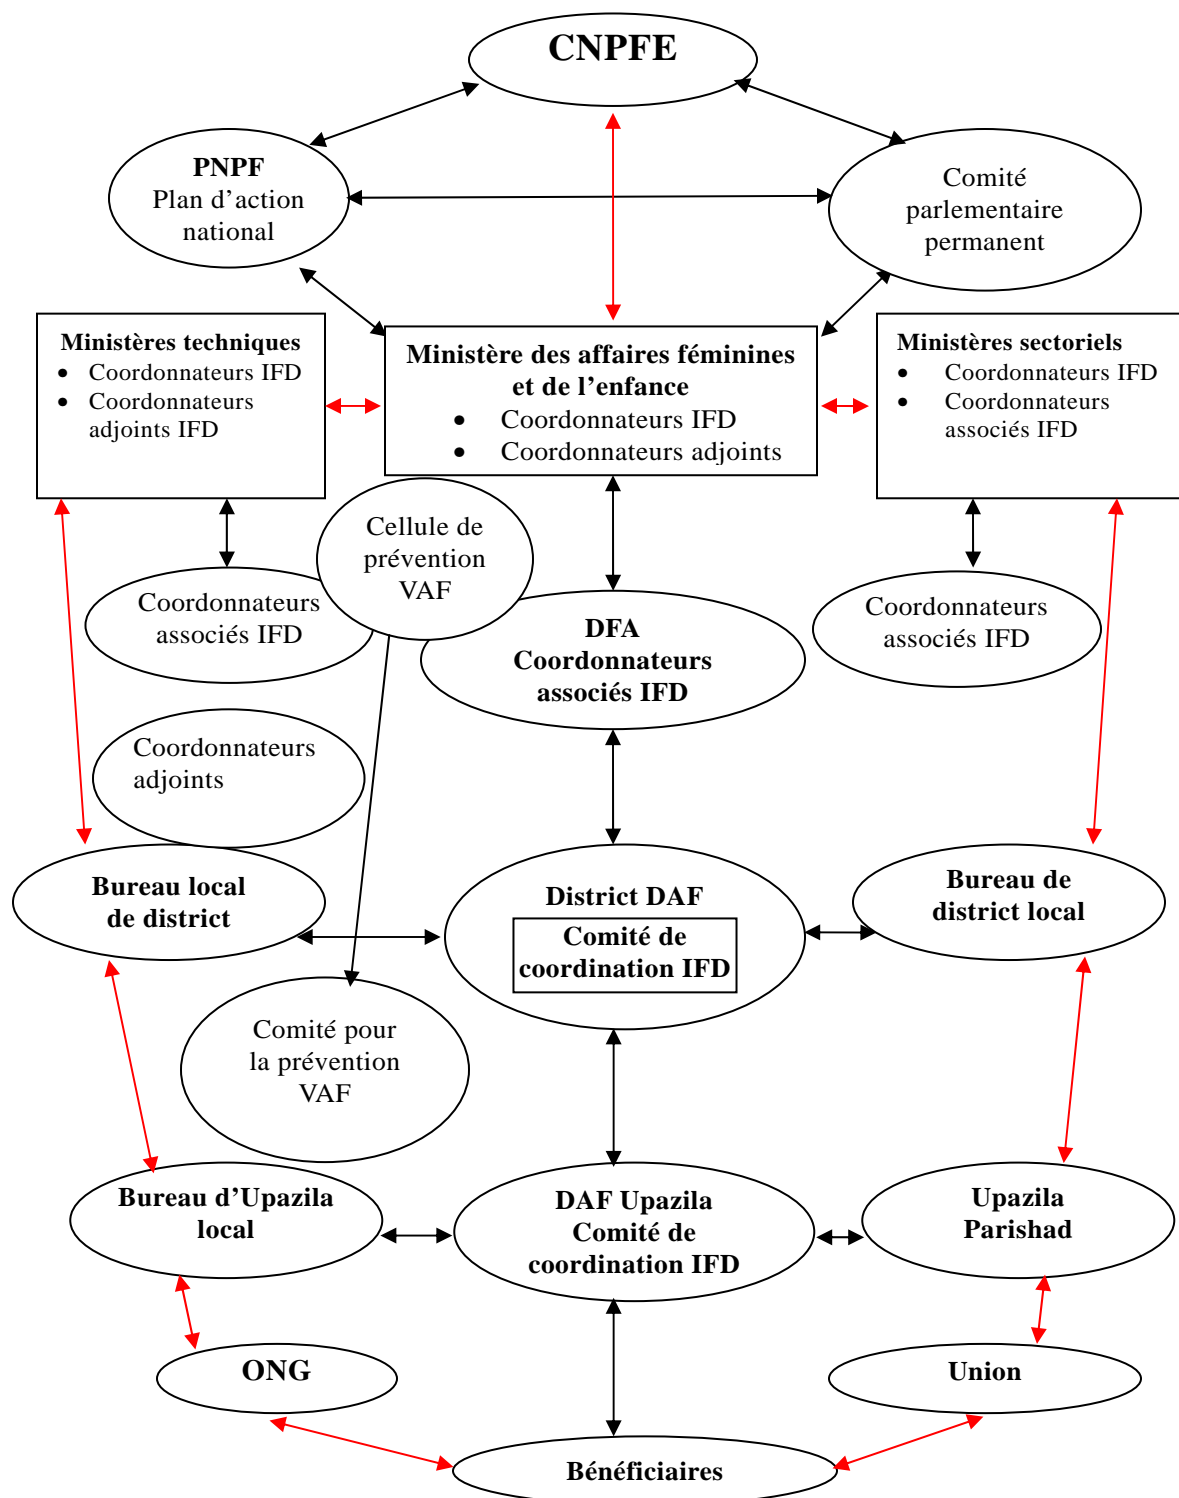 CNPFE
PNPF
Plan d’action
national
Comité
parlementaire
permanent
Ministères techniques
• Coordonnateurs IFD
• Coordonnateurs
adjoints IFD
Ministère des affaires féminines
et de l’enfance
• Coordonnateurs IFD
• Coordonnateurs adjoints
Ministères sectoriels
• Coordonnateurs IFD
• Coordonnateurs
associés IFD
Cellule de
prévention
VAF
Coordonnateurs
associés IFD
DFA
Coordonnateurs
associés IFD
Coordonnateurs
associés IFD
Coordonnateurs
adjoints
Bureau local
de district
District DAF
Comité de
coordination IFD
Bureau de
district local
Comité pour
la prévention
VAF
Bureau d’Upazila
local
DAF Upazila
Comité de
coordination IFD
Upazila
Parishad
ONG
Union
Bénéficiaires